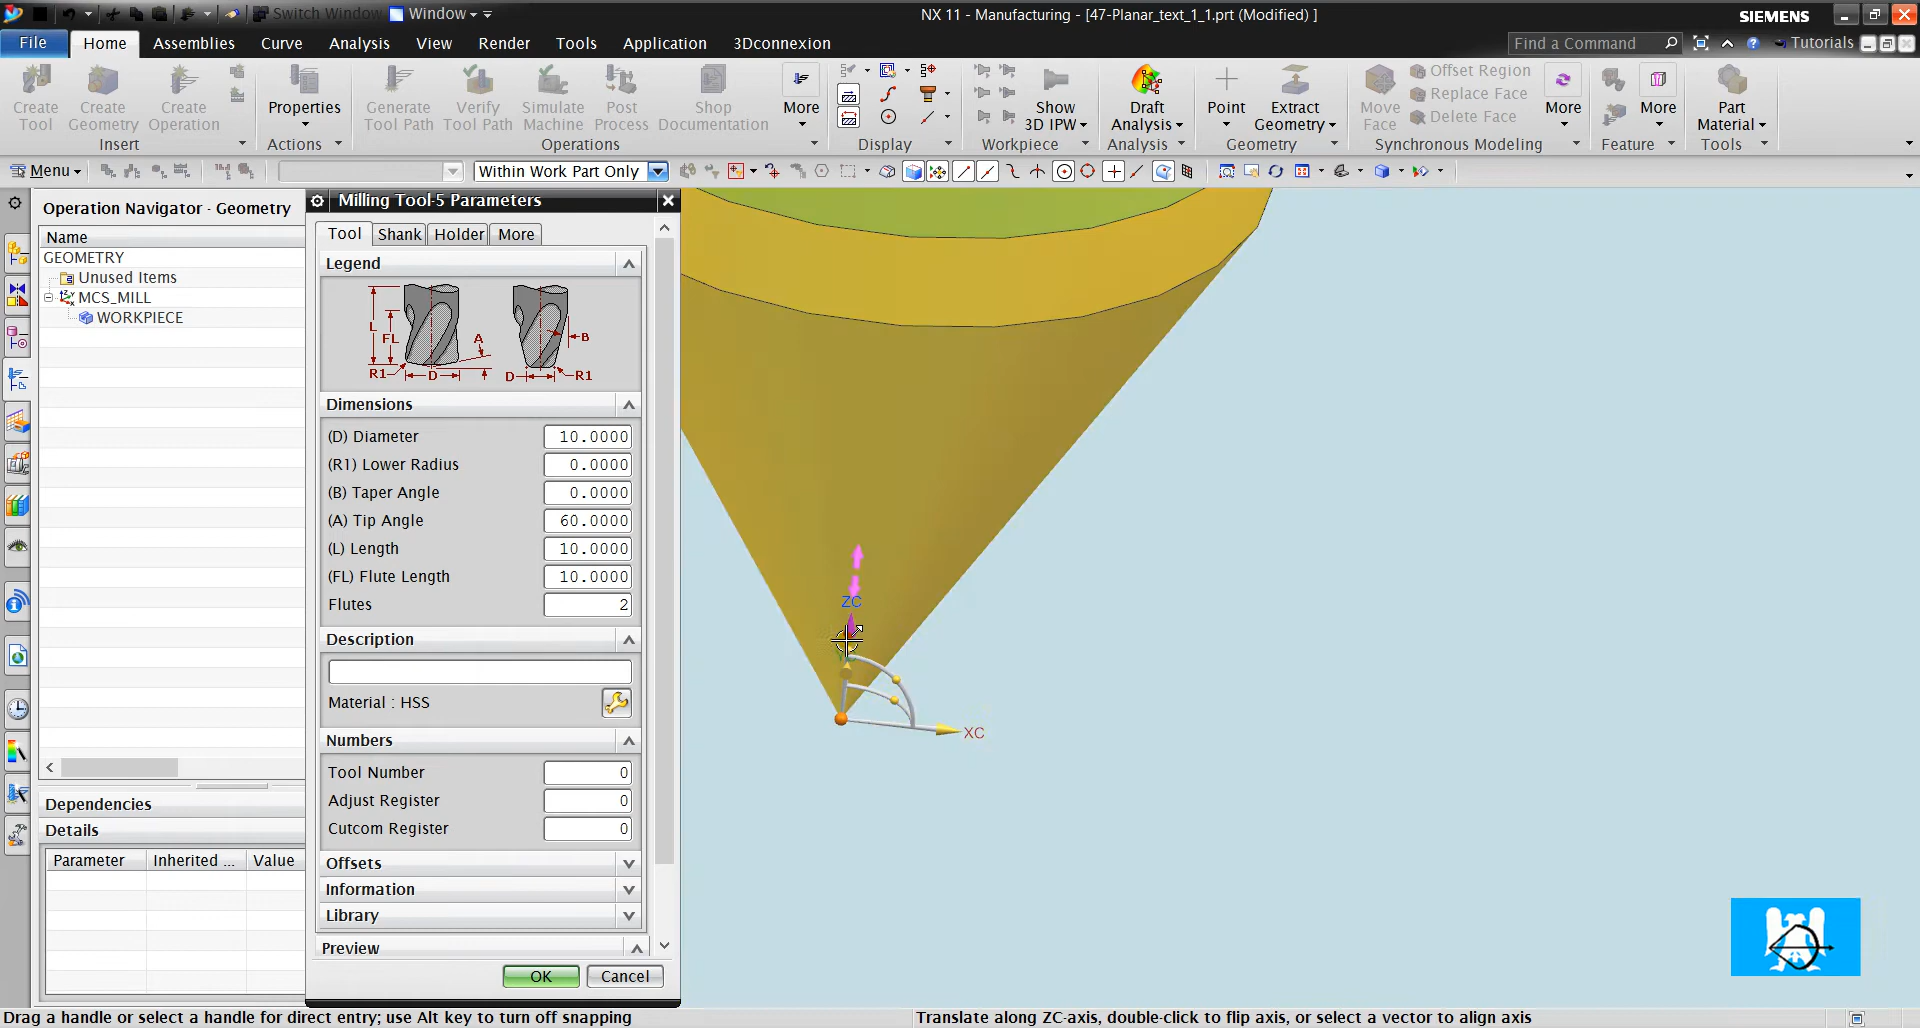 Switch Window Window
NX 11 - Manufacturing - [47-Planar_text_1_1.prt (Modified) ]
SIEMENS
File Home Assemblies Curve Analysis View Render Tools Application 3Dconnexion
Find a Command
Tutorials
Create Tool
Create Geometry
Create Operation
Properties
Generate Tool Path
Verify Tool Path
Simulate Machine
Post Process
Shop Documentation
More
Show 3D IPW
Draft Analysis
Point
Extract Geometry
Move Face
Offset Region
Replace Face
Delete Face
More
More
Part Material
Insert Actions Operations Display Workpiece Analysis Geometry Synchronous Modeling Feature Tools
Menu
Within Work Part Only
Operation Navigator - Geometry
Name
GEOMETRY
Unused Items
MCS_MILL
WORKPIECE
Dependencies
Details
Parameter Inherited ... Value
Milling Tool-5 Parameters
Tool Shank Holder More
Legend
L FL A B
R1 D D R1
Dimensions
(D) Diameter 10.0000
(R1) Lower Radius 0.0000
(B) Taper Angle 0.0000
(A) Tip Angle 60.0000
(L) Length 10.0000
(FL) Flute Length 10.0000
Flutes 2
Description
Material : HSS
Numbers
Tool Number 0
Adjust Register 0
Cutcom Register 0
Offsets
Information
Library
Preview
OK Cancel
ZC
XC
Drag a handle or select a handle for direct entry; use Alt key to turn off snapping
Translate along ZC-axis, double-click to flip axis, or select a vector to align axis